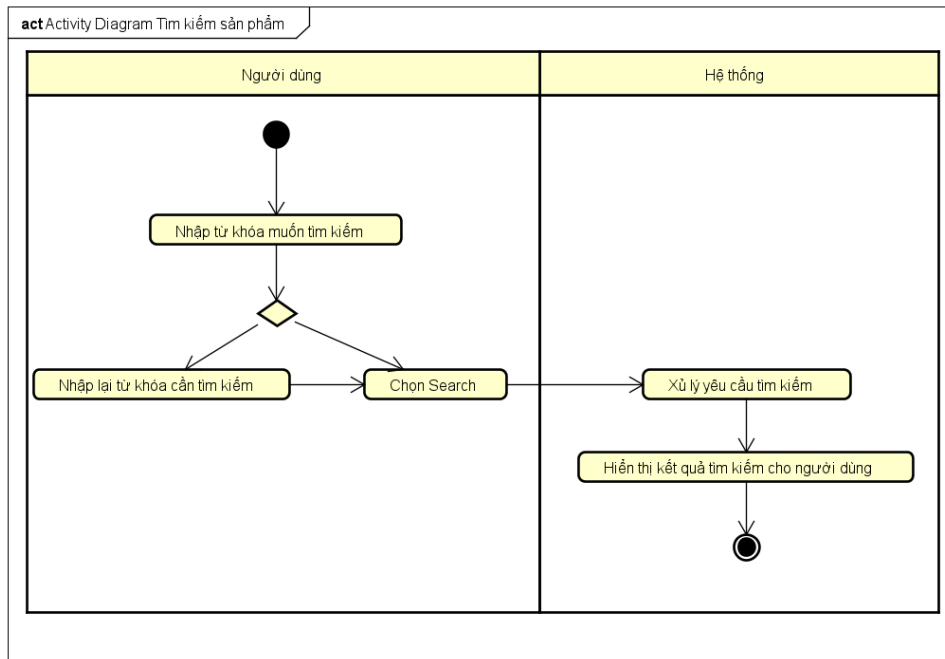 act Activity Diagram Tìm kiếm sản phẩm
Người dùng
Hệ thống
Nhập từ khóa muốn tìm kiếm
Nhập lại từ khóa cần tìm kiếm
Chọn Search
Xủ lý yêu cầu tìm kiếm
Hiển thị kết quả tìm kiếm cho người dùng